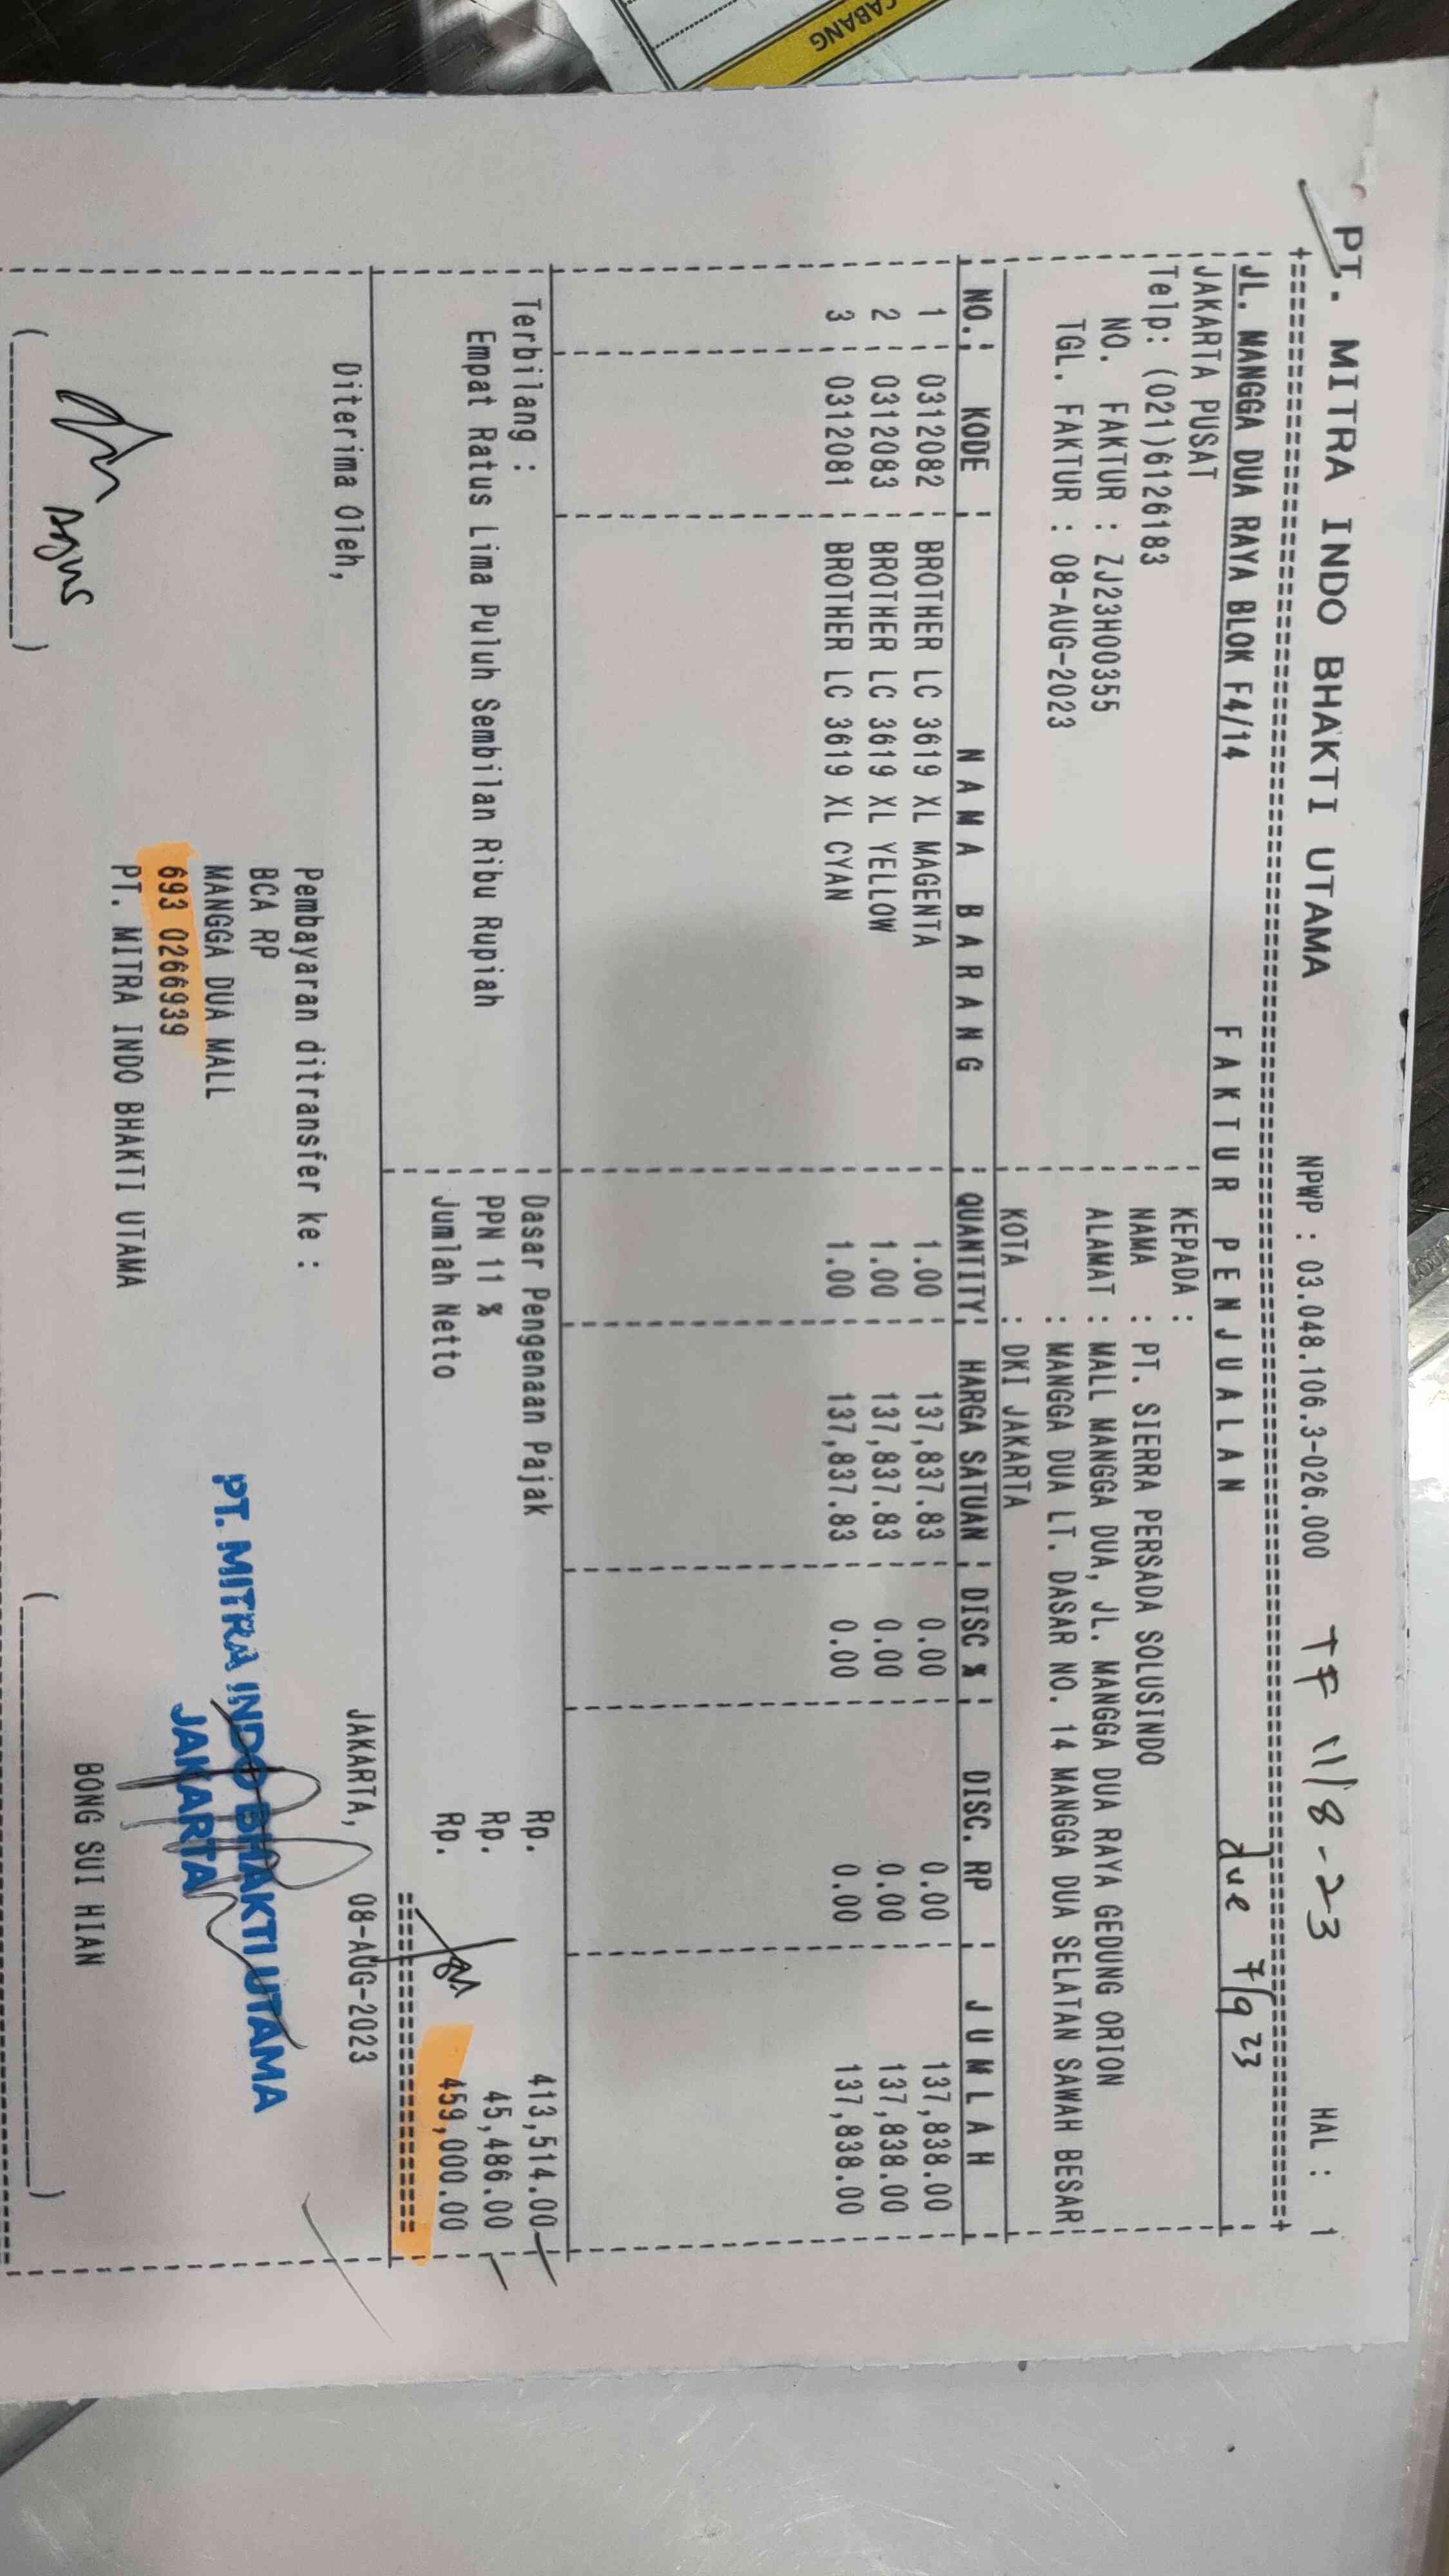 CABANG
PT. MITRA INDO BHAKTI UTAMA NPWP : 03.048.106.3-026.000 TF 11/8-23 HAL : 1
JL. MANGGA DUA RAYA BLOK F4/14 FAKTUR PENJUALAN due 7/9 23
JAKARTA PUSAT KEPADA :
Telp: (021)6126183 NAMA : PT. SIERRA PERSADA SOLUSINDO
NO. FAKTUR : ZJ23H00355 ALAMAT : MALL MANGGA DUA, JL. MANGGA DUA RAYA GEDUNG ORION
TGL. FAKTUR : 08-AUG-2023 : MANGGA DUA LT. DASAR NO. 14 MANGGA DUA SELATAN SAWAH BESAR
KOTA : DKI JAKARTA
NO. KODE NAMA BARANG QUANTITY HARGA SATUAN DISC % DISC. RP JUMLAH
1 0312082 BROTHER LC 3619 XL MAGENTA 1.00 137,837.83 0.00 0.00 137,838.00
2 0312083 BROTHER LC 3619 XL YELLOW 1.00 137,837.83 0.00 0.00 137,838.00
3 0312081 BROTHER LC 3619 XL CYAN 1.00 137,837.83 0.00 0.00 137,838.00
Terbilang : Dasar Pengenaan Pajak Rp. 413,514.00
Empat Ratus Lima Puluh Sembilan Ribu Rupiah PPN 11 % Rp. 45,486.00
Jumlah Netto Rp. 459,000.00
Diterima Oleh, JAKARTA, 08-AUG-2023
Pembayaran ditransfer ke :
BCA RP
MANGGA DUA MALL PT. MITRA INDO BHAKTI UTAMA
693 0266939 JAKARTA
PT. MITRA INDO BHAKTI UTAMA
Agus BONG SUI HIAN